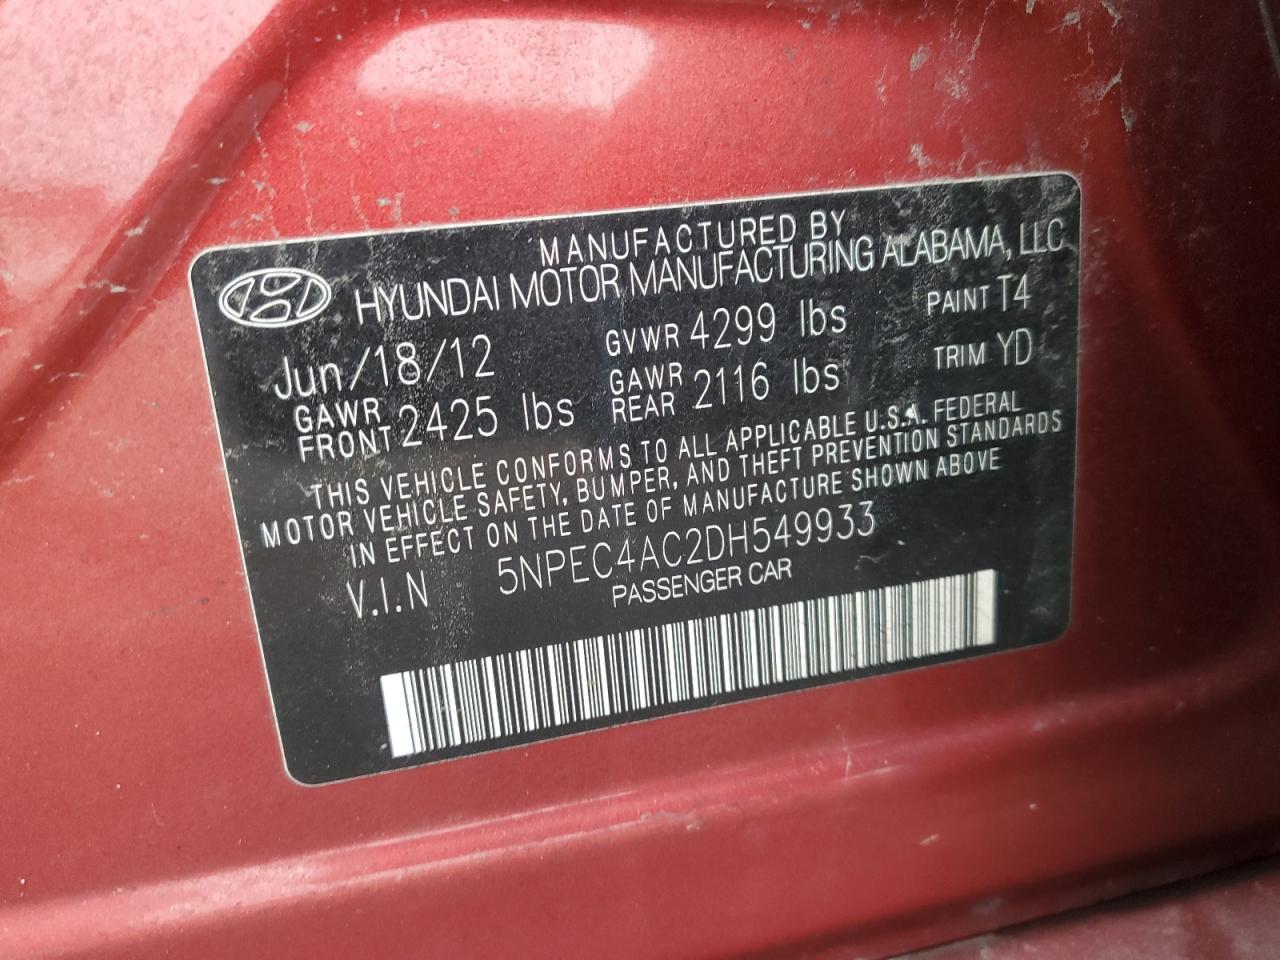 MANUFACTURED BY
HYUNDAI MOTOR MANUFACTURING ALABAMA, LLC
Jun/18/12 GVWR 4299 lbs PAINT T4
GAWR FRONT 2425 lbs GAWR REAR 2116 lbs TRIM YD
THIS VEHICLE CONFORMS TO ALL APPLICABLE U.S.A. FEDERAL
MOTOR VEHICLE SAFETY, BUMPER, AND THEFT PREVENTION STANDARDS
IN EFFECT ON THE DATE OF MANUFACTURE SHOWN ABOVE
V.I.N 5NPEC4AC2DH549933
PASSENGER CAR